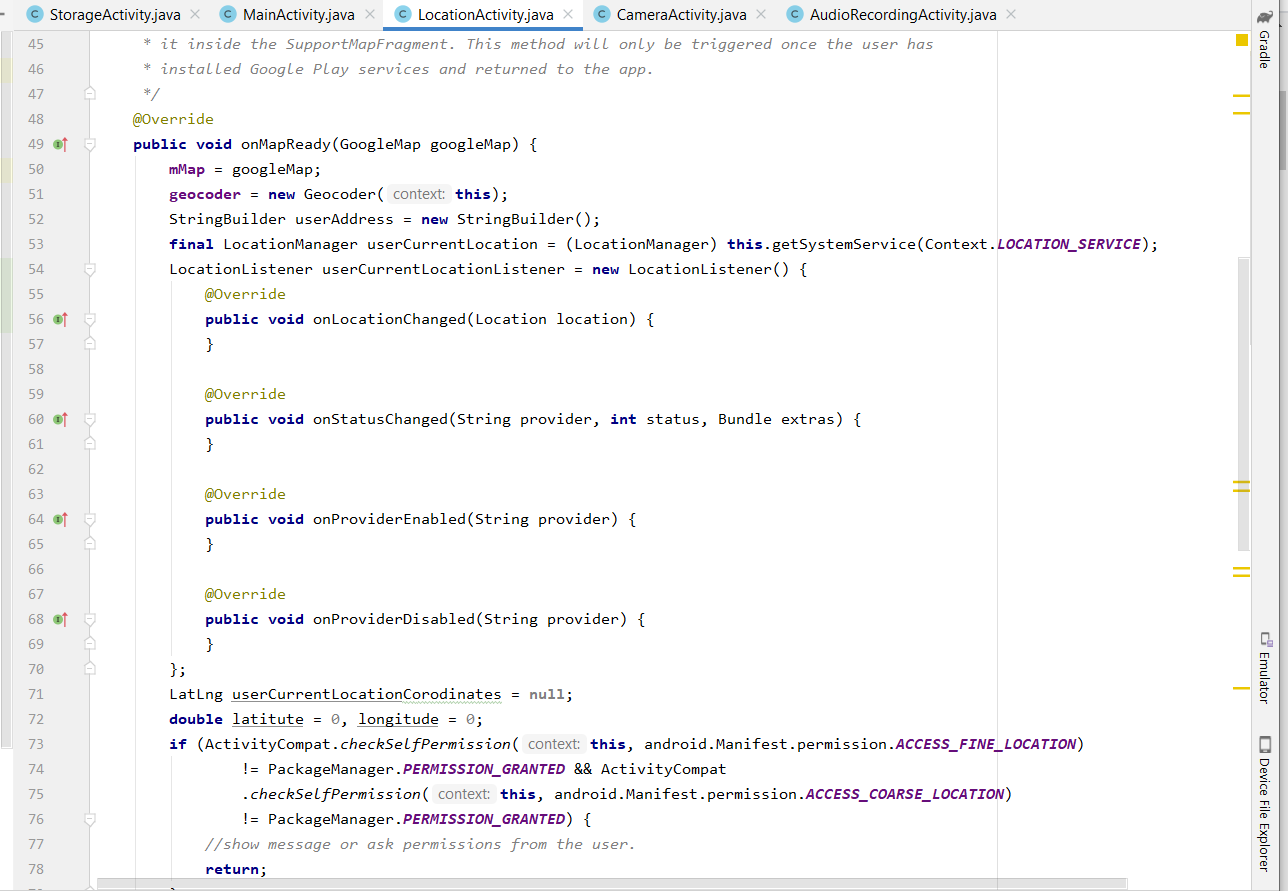 StorageActivity.java MainActivity.java LocationActivity.java CameraActivity.java AudioRecordingActivity.java
45 * it inside the SupportMapFragment. This method will only be triggered once the user has
46 * installed Google Play services and returned to the app.
47 */
48 @Override
49 public void onMapReady(GoogleMap googleMap) {
50 mMap = googleMap;
51 geocoder = new Geocoder( context: this);
52 StringBuilder userAddress = new StringBuilder();
53 final LocationManager userCurrentLocation = (LocationManager) this.getSystemService(Context.LOCATION_SERVICE);
54 LocationListener userCurrentLocationListener = new LocationListener() {
55 @Override
56 public void onLocationChanged(Location location) {
57 }
58
59 @Override
60 public void onStatusChanged(String provider, int status, Bundle extras) {
61 }
62
63 @Override
64 public void onProviderEnabled(String provider) {
65 }
66
67 @Override
68 public void onProviderDisabled(String provider) {
69 }
70 };
71 LatLng userCurrentLocationCorodinates = null;
72 double latitute = 0, longitude = 0;
73 if (ActivityCompat.checkSelfPermission( context: this, android.Manifest.permission.ACCESS_FINE_LOCATION)
74 != PackageManager.PERMISSION_GRANTED && ActivityCompat
75 .checkSelfPermission( context: this, android.Manifest.permission.ACCESS_COARSE_LOCATION)
76 != PackageManager.PERMISSION_GRANTED) {
77 //show message or ask permissions from the user.
78 return;
Gradle
Emulator
Device File Explorer